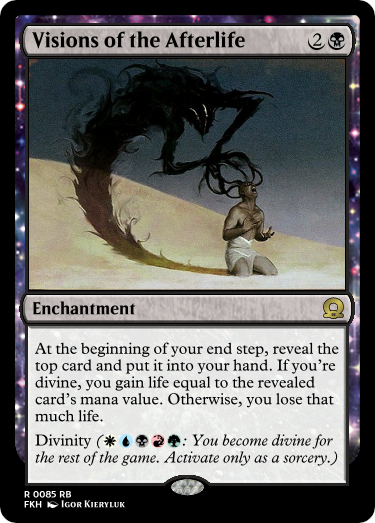 Visions of the Afterlife 2
Enchantment
At the beginning of your end step, reveal the
top card and put it into your hand. If you're
divine, you gain life equal to the revealed
card's mana value. Otherwise, you lose that
much life.
Divinity (: You become divine for
the rest of the game. Activate only as a sorcery.)
R 0085 RB
FKH Igor Kieryluk